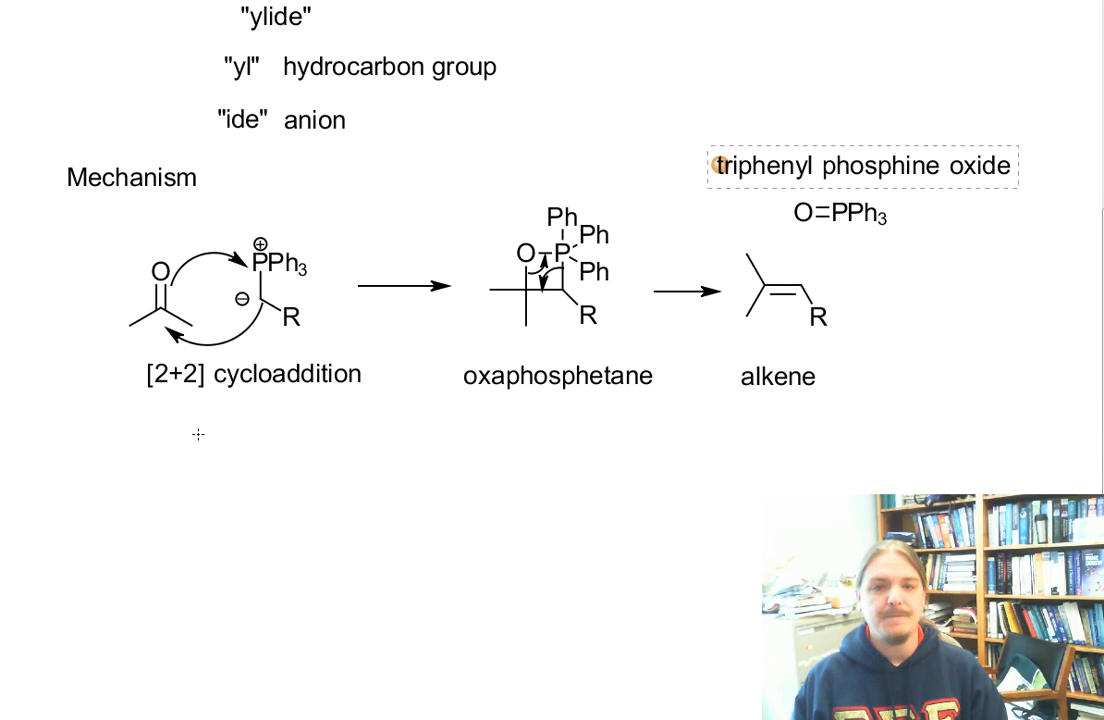 "ylide"
"yl" hydrocarbon group
"ide" anion
Mechanism
triphenyl phosphine oxide
O=PPh₃
Ph
Ph
Ph
O-P
R
O
⊕
PPh₃
⊖
R
R
[2+2] cycloaddition
oxaphosphetane
alkene